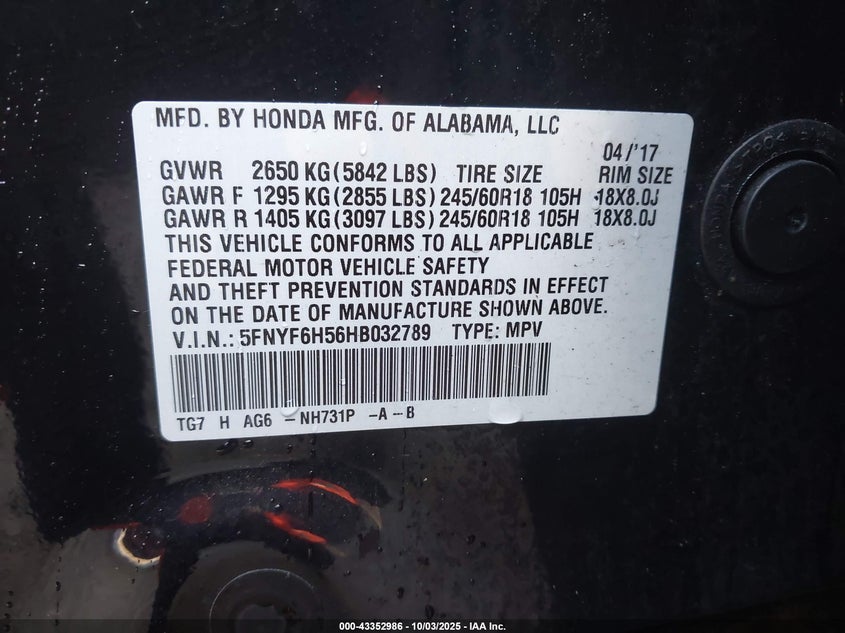 MFD. BY HONDA MFG. OF ALABAMA, LLC
04/'17
GVWR 2650 KG(5842 LBS) TIRE SIZE RIM SIZE
GAWR F 1295 KG(2855 LBS) 245/60R18 105H 18X8.0J
GAWR R 1405 KG(3097 LBS) 245/60R18 105H 18X8.0J
THIS VEHICLE CONFORMS TO ALL APPLICABLE
FEDERAL MOTOR VEHICLE SAFETY
AND THEFT PREVENTION STANDARDS IN EFFECT
ON THE DATE OF MANUFACTURE SHOWN ABOVE.
V.I.N.: 5FNYF6H56HB032789 TYPE: MPV
TG7 H AG6 -NH731P -A-B
000-43352986 - 10/03/2025 - IAA Inc.